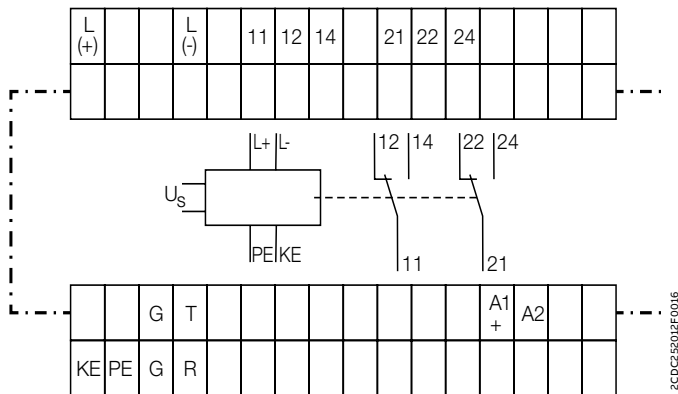 L (+) L (-) 11 12 14 21 22 24
L+ L- 12 14 22 24
Us
PE KE 11 21
G T A1 + A2
KE PE G R
2CDC252012F0016